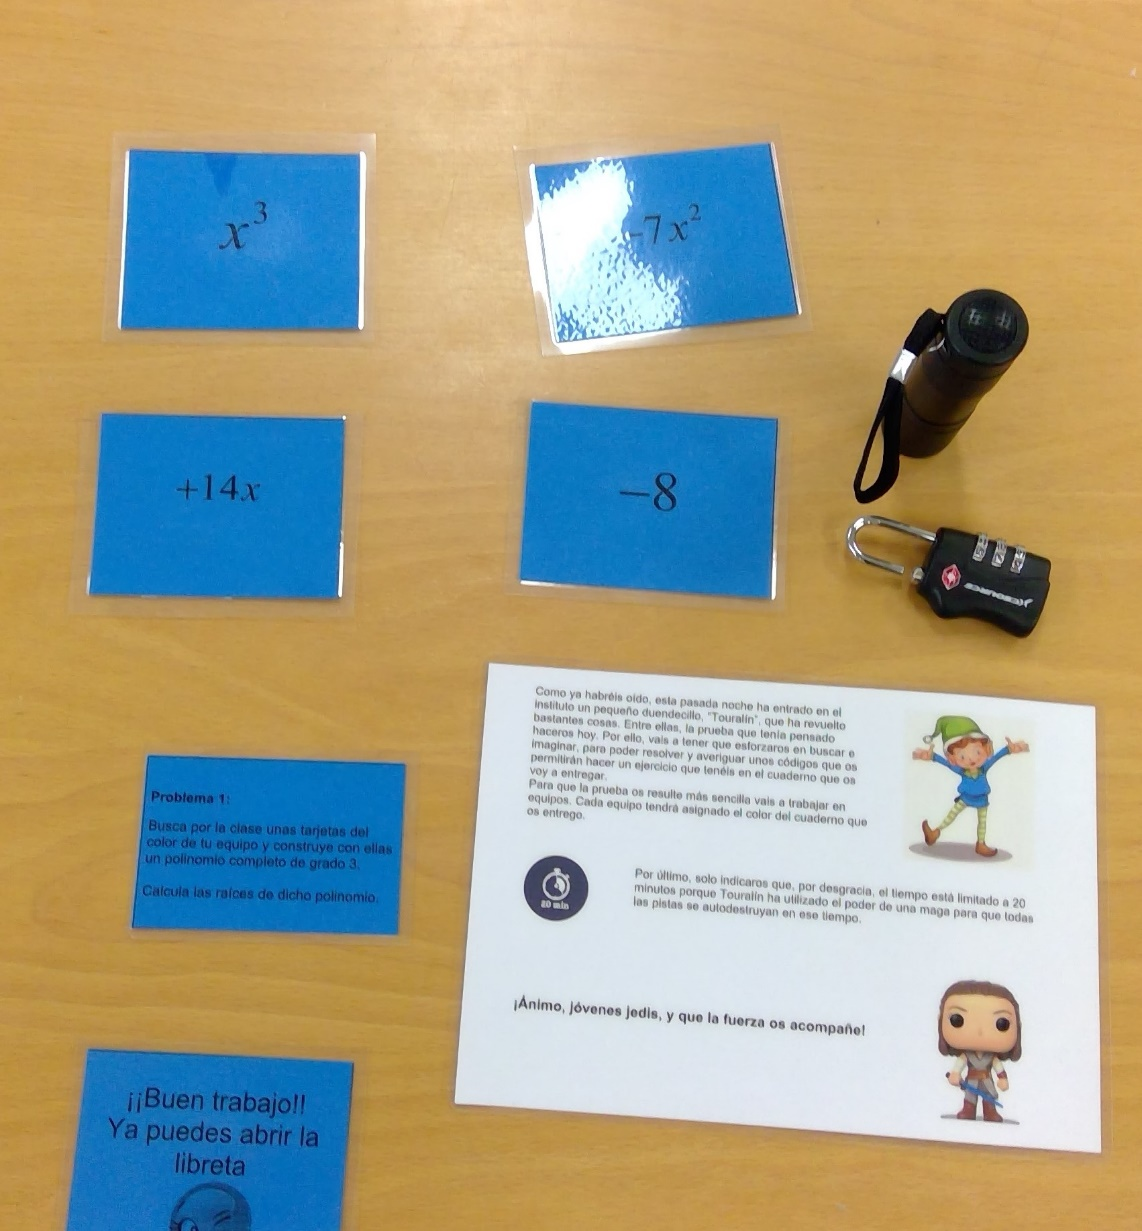 x³
-7x²
+14x
−8
Como ya habréis oído, esta pasada noche ha entrado en el
instituto un pequeño duendecillo, "Touralín", que ha revuelto
bastantes cosas. Entre ellas, la prueba que tenía pensado
haceros hoy. Por ello, vais a tener que esforzaros en buscar e
imaginar, para poder resolver y averiguar unos códigos que os
permitirán hacer un ejercicio que tenéis en el cuaderno que os
voy a entregar.
Para que la prueba os resulte más sencilla vais a trabajar en
equipos. Cada equipo tendrá asignado el color del cuaderno que
os entrego.
20 min
Por último, solo indicaros que, por desgracia, el tiempo está limitado a 20
minutos porque Touralín ha utilizado el poder de una maga para que todas
las pistas se autodestruyan en ese tiempo.
¡Ánimo, jóvenes jedis, y que la fuerza os acompañe!
Problema 1:
Busca por la clase unas tarjetas del
color de tu equipo y construye con ellas
un polinomio completo de grado 3.
Calcula las raíces de dicho polinomio.
¡¡Buen trabajo!!
Ya puedes abrir la
libreta